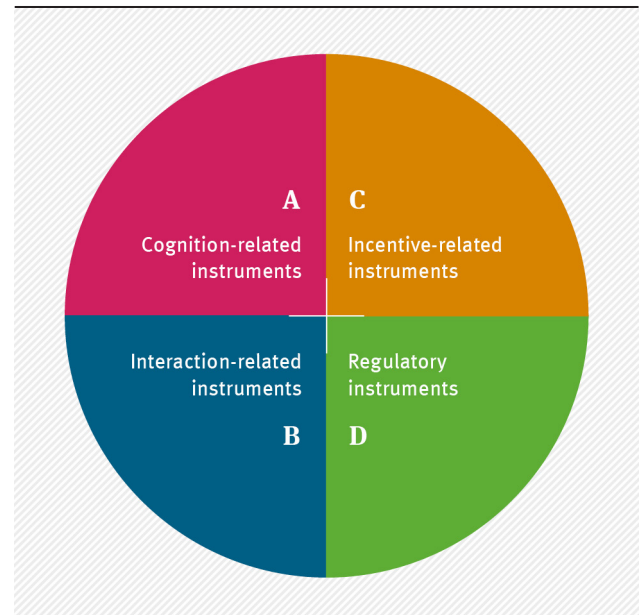 A
Cognition-related
instruments
C
Incentive-related
instruments
Interaction-related
instruments
B
Regulatory
instruments
D